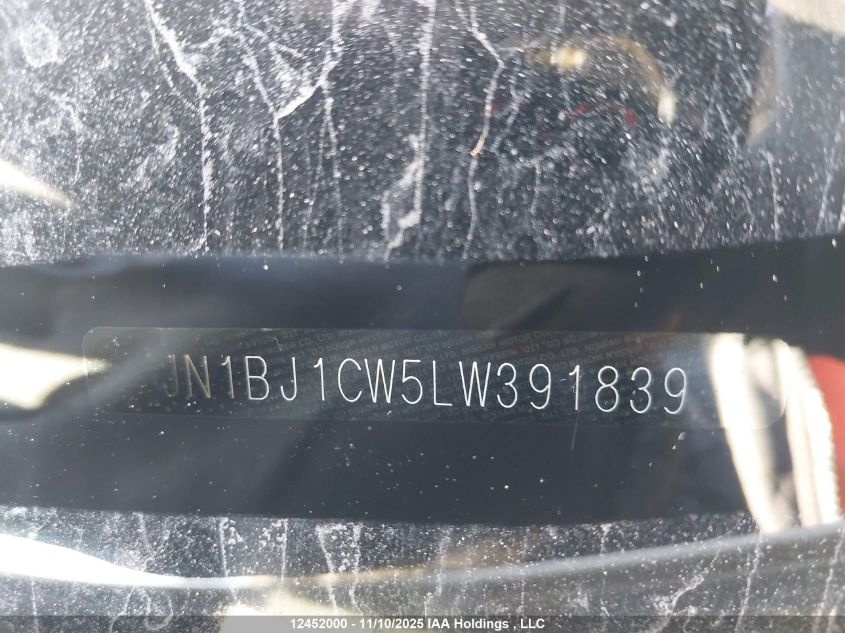 JN1BJ1CW5LW391839
12452000 - 11/10/2025 IAA Holdings , LLC